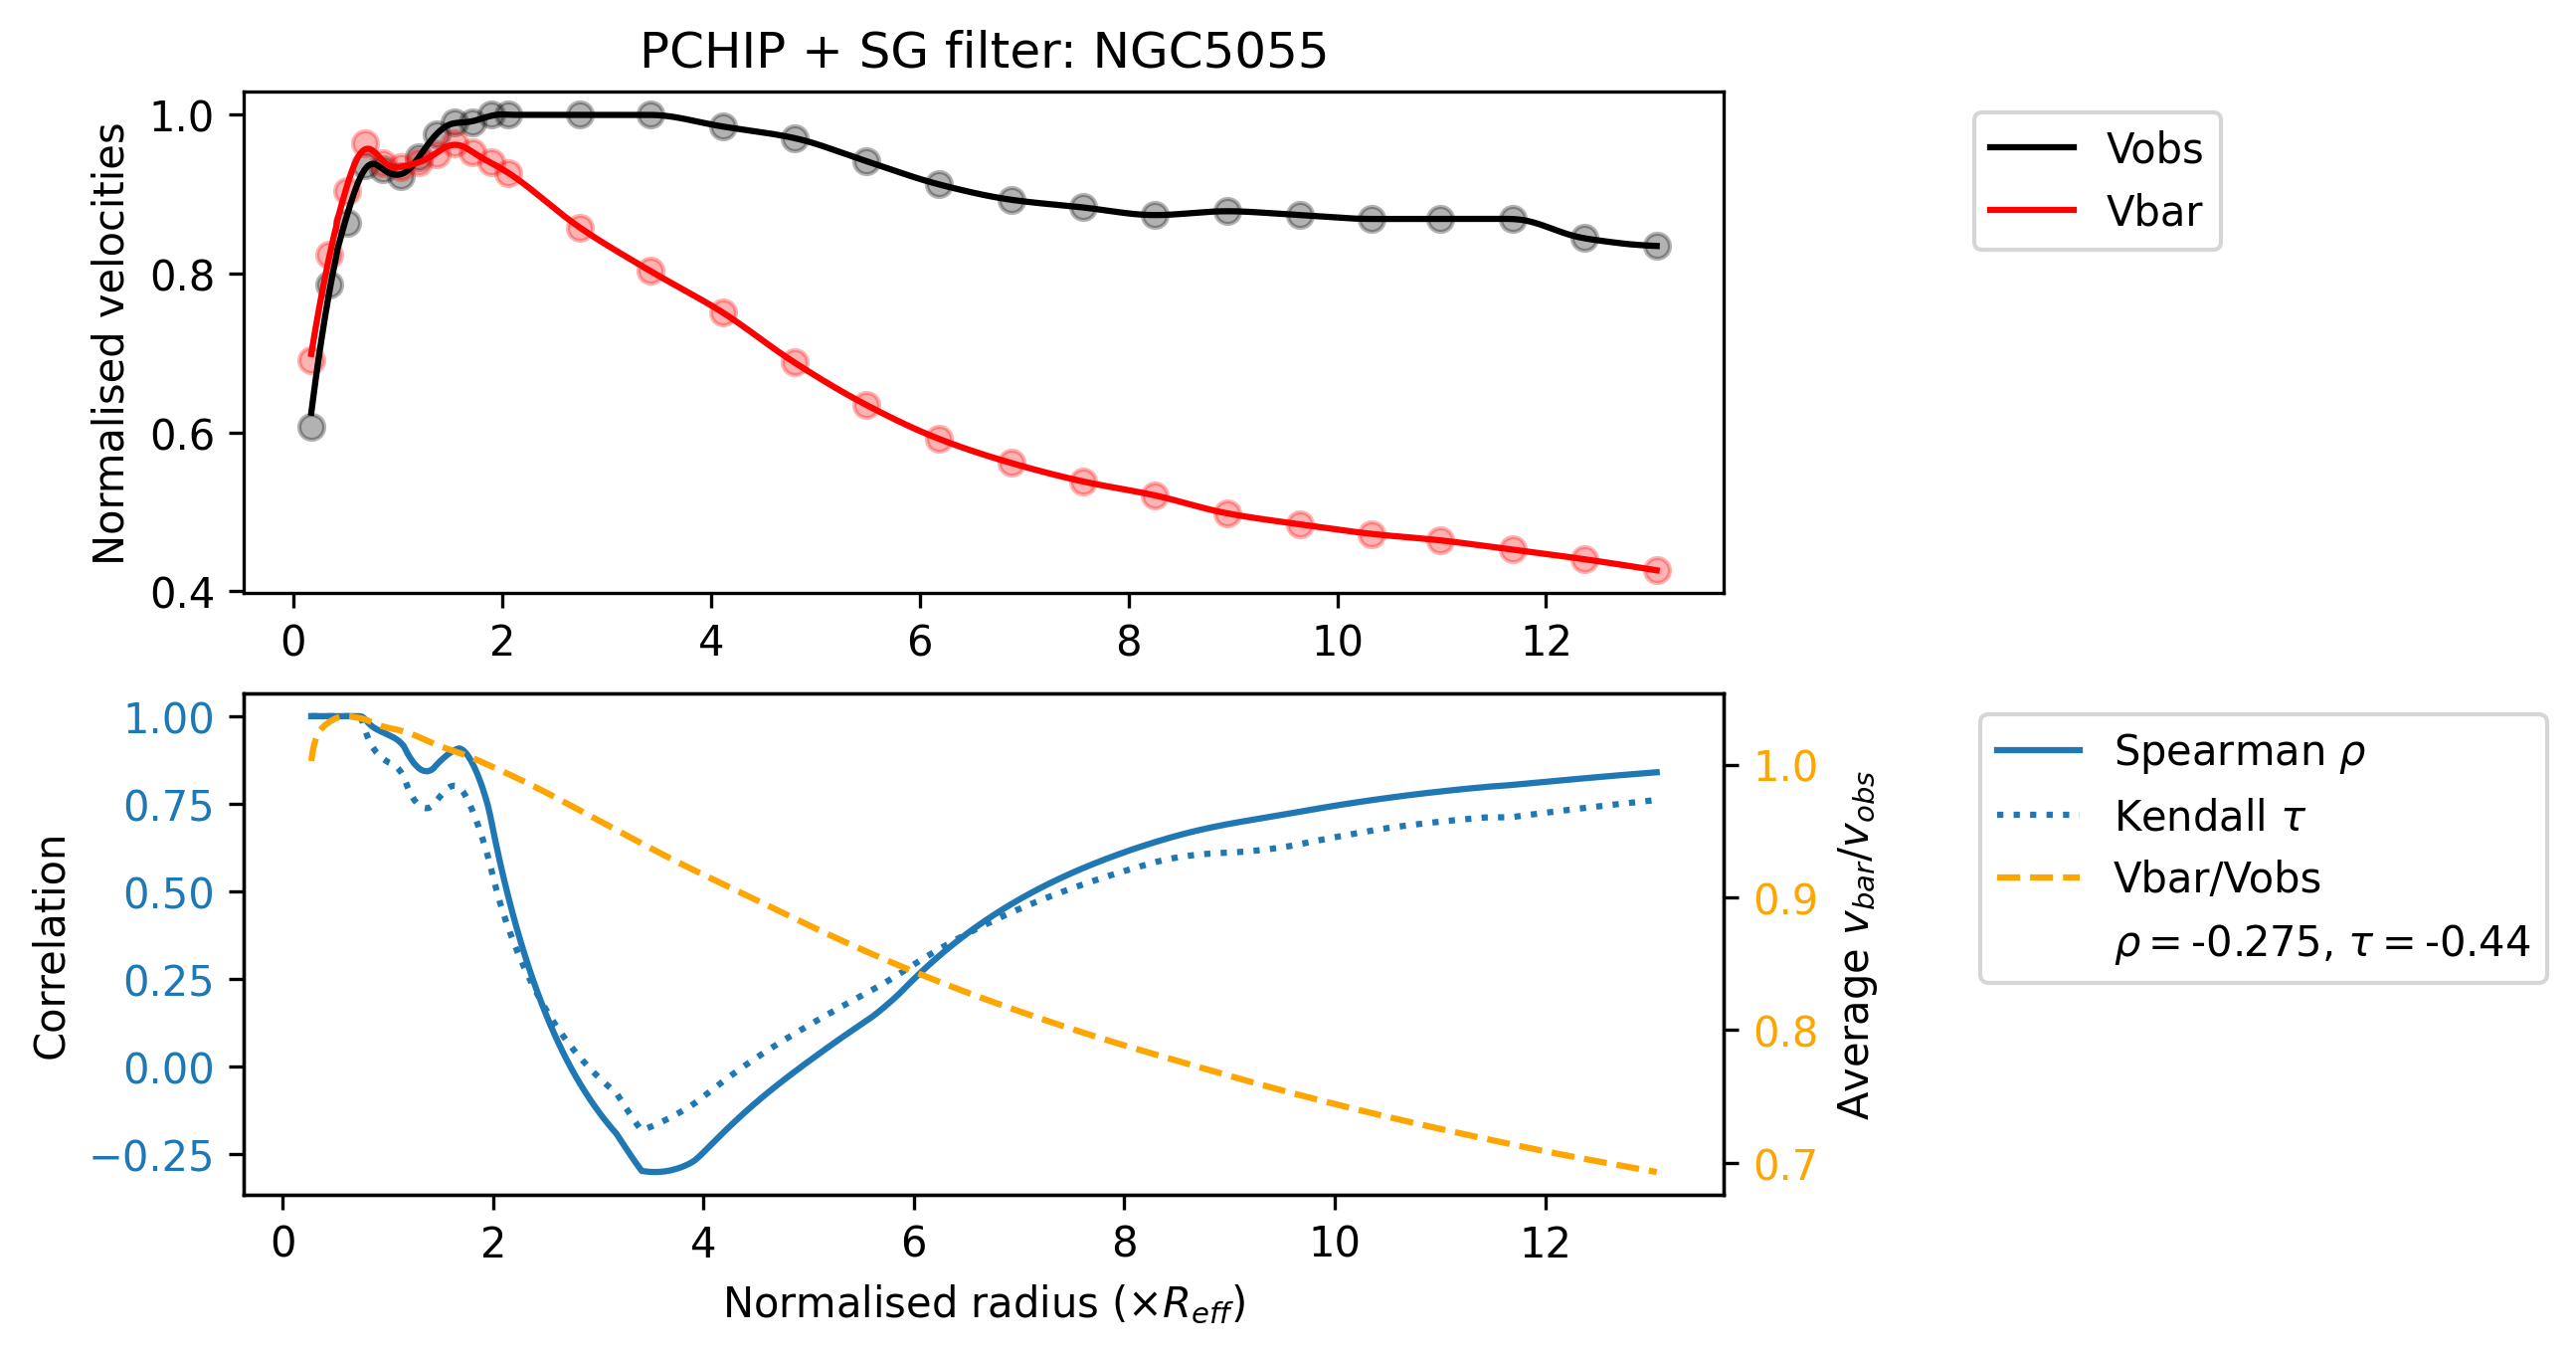 PCHIP + SG filter: NGC5055
Normalised velocities
1.0
0.8
0.6
0.4
0 2 4 6 8 10 12
Vobs
Vbar
Correlation
1.00
0.75
0.50
0.25
0.00
−0.25
0 2 4 6 8 10 12
Normalised radius (×R_eff)
1.0
0.9
0.8
0.7
Average v_bar/v_obs
Spearman ρ
Kendall τ
Vbar/Vobs
ρ = -0.275, τ = -0.44